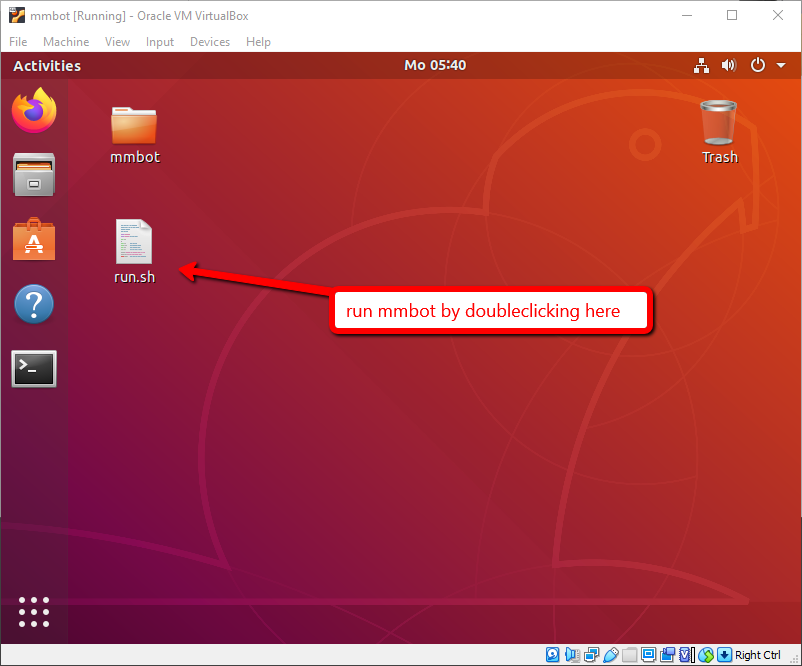 mmbot [Running] - Oracle VM VirtualBox
File Machine View Input Devices Help
Activities
Mo 05:40
mmbot
Trash
run.sh
run mmbot by doubleclicking here
Right Ctrl